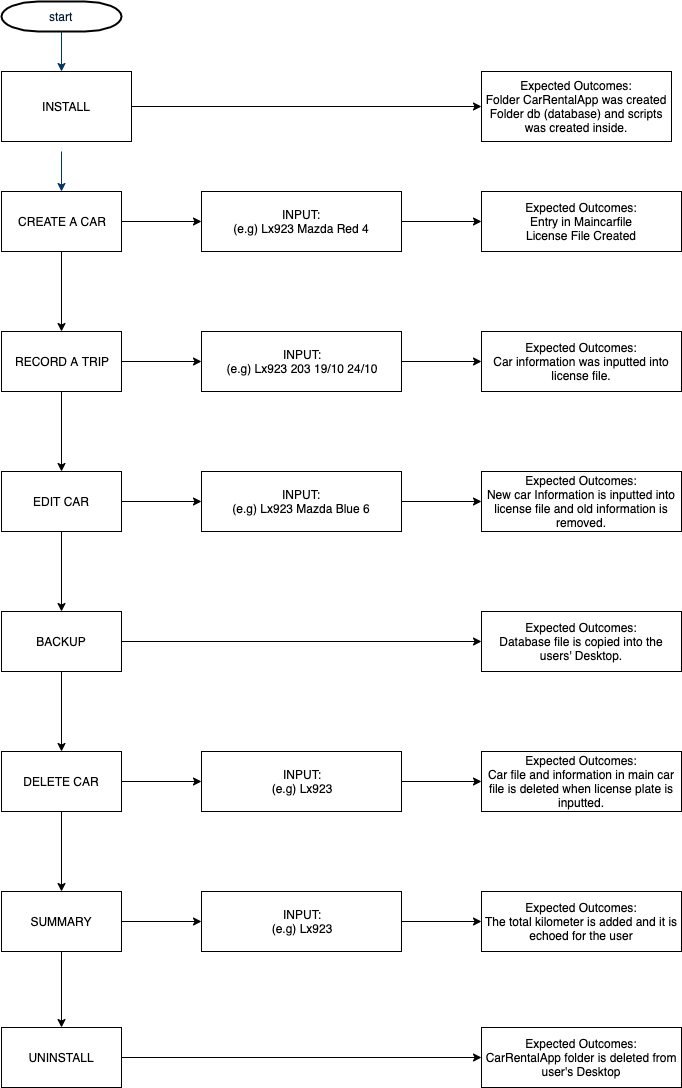 start
INSTALL
Expected Outcomes:
Folder CarRentalApp was created
Folder db (database) and scripts
was created inside.
CREATE A CAR
INPUT:
(e.g) Lx923 Mazda Red 4
Expected Outcomes:
Entry in Maincarfile
License File Created
RECORD A TRIP
INPUT:
(e.g) Lx923 203 19/10 24/10
Expected Outcomes:
Car information was inputted into
license file.
EDIT CAR
INPUT:
(e.g) Lx923 Mazda Blue 6
Expected Outcomes:
New car Information is inputted into
license file and old information is
removed.
BACKUP
Expected Outcomes:
Database file is copied into the
users' Desktop.
DELETE CAR
INPUT:
(e.g) Lx923
Expected Outcomes:
Car file and information in main car
file is deleted when license plate is
inputted.
SUMMARY
INPUT:
(e.g) Lx923
Expected Outcomes:
The total kilometer is added and it is
echoed for the user
UNINSTALL
Expected Outcomes:
CarRentalApp folder is deleted from
user's Desktop